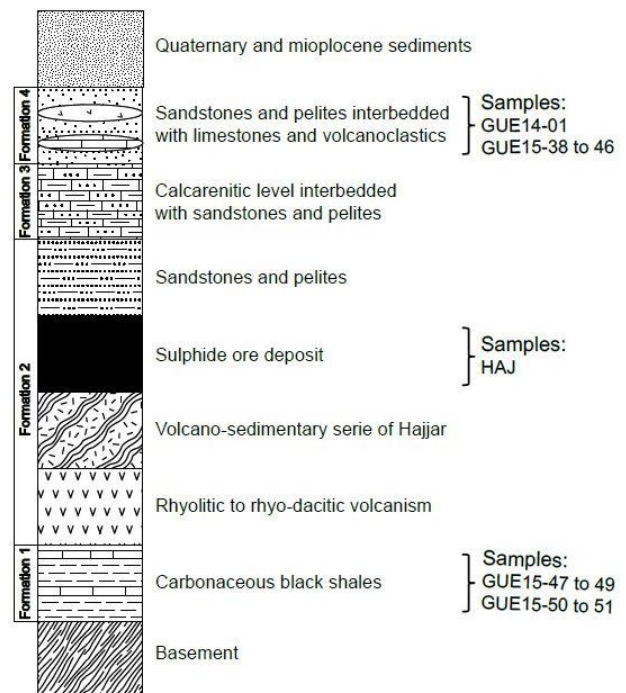 Quaternary and mioplocene sediments
Formation 4
Sandstones and pelites interbedded
with limestones and volcanoclastics
Samples:
GUE14-01
GUE15-38 to 46
Formation 3
Calcarenitic level interbedded
with sandstones and pelites
Formation 2
Sandstones and pelites
Sulphide ore deposit
Samples:
HAJ
Volcano-sedimentary serie of Hajjar
Rhyolitic to rhyo-dacitic volcanism
Formation 1
Carbonaceous black shales
Samples:
GUE15-47 to 49
GUE15-50 to 51
Basement